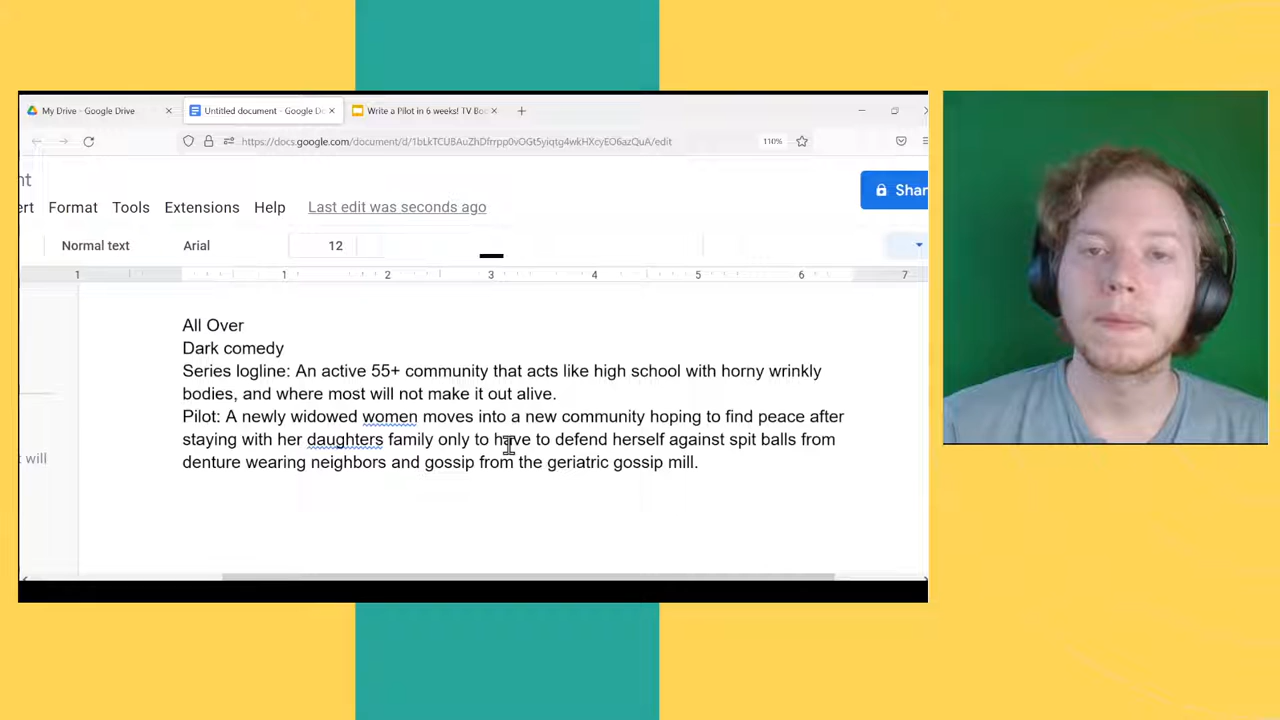 My Drive - Google Drive
Untitled document - Google Do
Write a Pilot in 6 weeks! TV Bo
https://docs.google.com/document/d/1bLkTCU8AuZhDfrrpp0vOGt5yiqtg4wkHXcyEO6azQuA/edit
110%
nt
ert Format Tools Extensions Help Last edit was seconds ago
Shar
Normal text Arial 12
1 1 2 3 4 5 6 7
All Over
Dark comedy
Series logline: An active 55+ community that acts like high school with horny wrinkly
bodies, and where most will not make it out alive.
Pilot: A newly widowed women moves into a new community hoping to find peace after
staying with her daughters family only to have to defend herself against spit balls from
t will
denture wearing neighbors and gossip from the geriatric gossip mill.